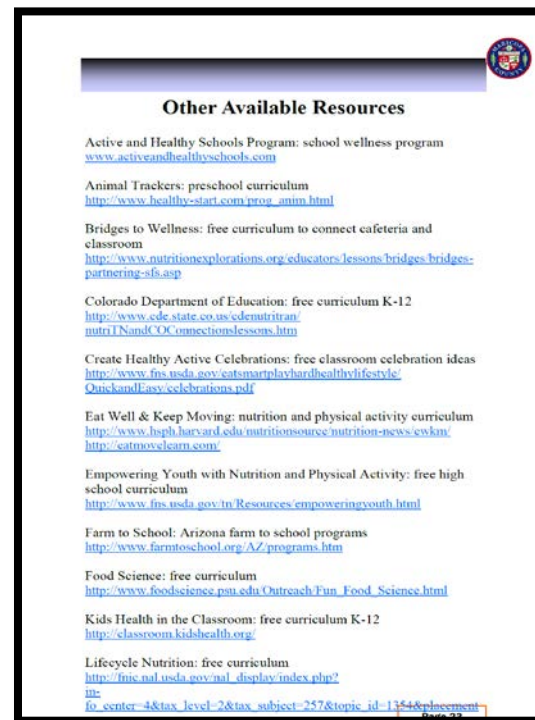 MARICOPA
COUNTY
Other Available Resources
Active and Healthy Schools Program: school wellness program
www.activeandhealthyschools.com
Animal Trackers: preschool curriculum
http://www.healthy-start.com/prog_anim.html
Bridges to Wellness: free curriculum to connect cafeteria and
classroom
http://www.nutritionexplorations.org/educators/lessons/bridges/bridges-
partnering-sfs.asp
Colorado Department of Education: free curriculum K-12
http://www.cde.state.co.us/cdenutritran/
nutriTNandCOConnectionslessons.htm
Create Healthy Active Celebrations: free classroom celebration ideas
http://www.fns.usda.gov/eatsmartplayhardhealthylifestyle/
QuickandEasy/celebrations.pdf
Eat Well & Keep Moving: nutrition and physical activity curriculum
http://www.hsph.harvard.edu/nutritionsource/nutrition-news/ewkm/
http://eatmovelearn.com/
Empowering Youth with Nutrition and Physical Activity: free high
school curriculum
http://www.fns.usda.gov/tn/Resources/empoweringyouth.html
Farm to School: Arizona farm to school programs
http://www.farmtoschool.org/AZ/programs.htm
Food Science: free curriculum
http://www.foodscience.psu.edu/Outreach/Fun_Food_Science.html
Kids Health in the Classroom: free curriculum K-12
http://classroom.kidshealth.org/
Lifecycle Nutrition: free curriculum
http://fnic.nal.usda.gov/nal_display/index.php?
in-
fo_center=4&tax_level=2&tax_subject=257&topic_id=1354&placement
Page 23